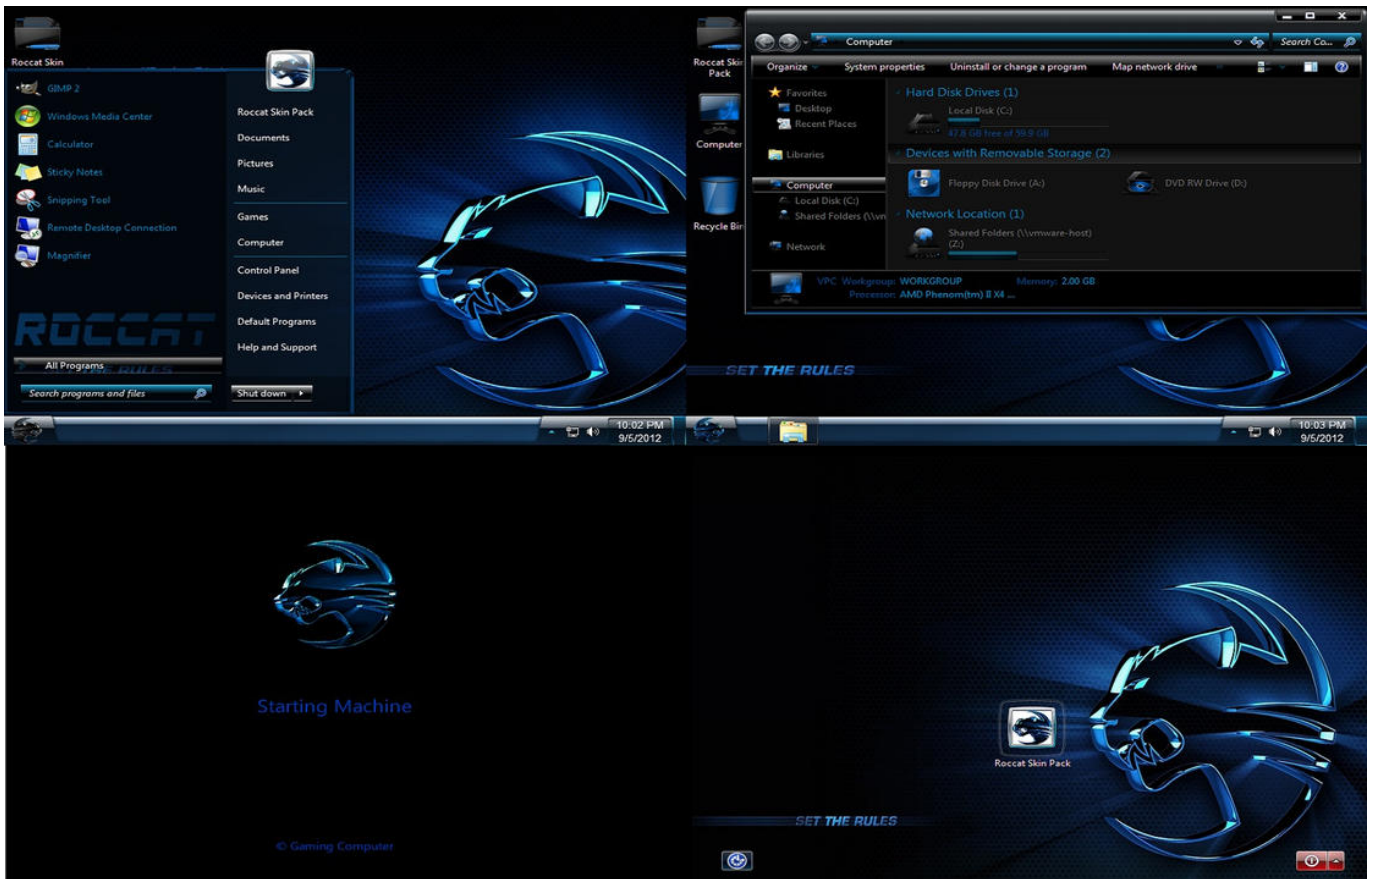 Roccat Skin
GIMP 2
Windows Media Center
Calculator
Sticky Notes
Snipping Tool
Remote Desktop Connection
Magnifier
ROCCAT
All Programs
THE RULES
Search programs and files
Roccat Skin Pack
Documents
Pictures
Music
Games
Computer
Control Panel
Devices and Printers
Default Programs
Help and Support
Shut down
10:02 PM
9/5/2012
Roccat Skin
Pack
Computer
Recycle Bin
Computer
Search Co...
Organize
System properties
Uninstall or change a program
Map network drive
Favorites
Desktop
Recent Places
Libraries
Computer
Local Disk (C:)
Shared Folders (\\vn
Network
Hard Disk Drives (1)
Local Disk (C:)
47.8 GB free of 59.9 GB
Devices with Removable Storage (2)
Floppy Disk Drive (A:)
DVD RW Drive (D:)
Network Location (1)
Shared Folders (\\vmware-host)
(Z:)
VPC Workgroup: WORKGROUP Memory: 2.00 GB
Processor: AMD Phenom(tm) II X4 ...
SET THE RULES
10:03 PM
9/5/2012
Starting Machine
© Gaming Computer
Roccat Skin Pack
SET THE RULES